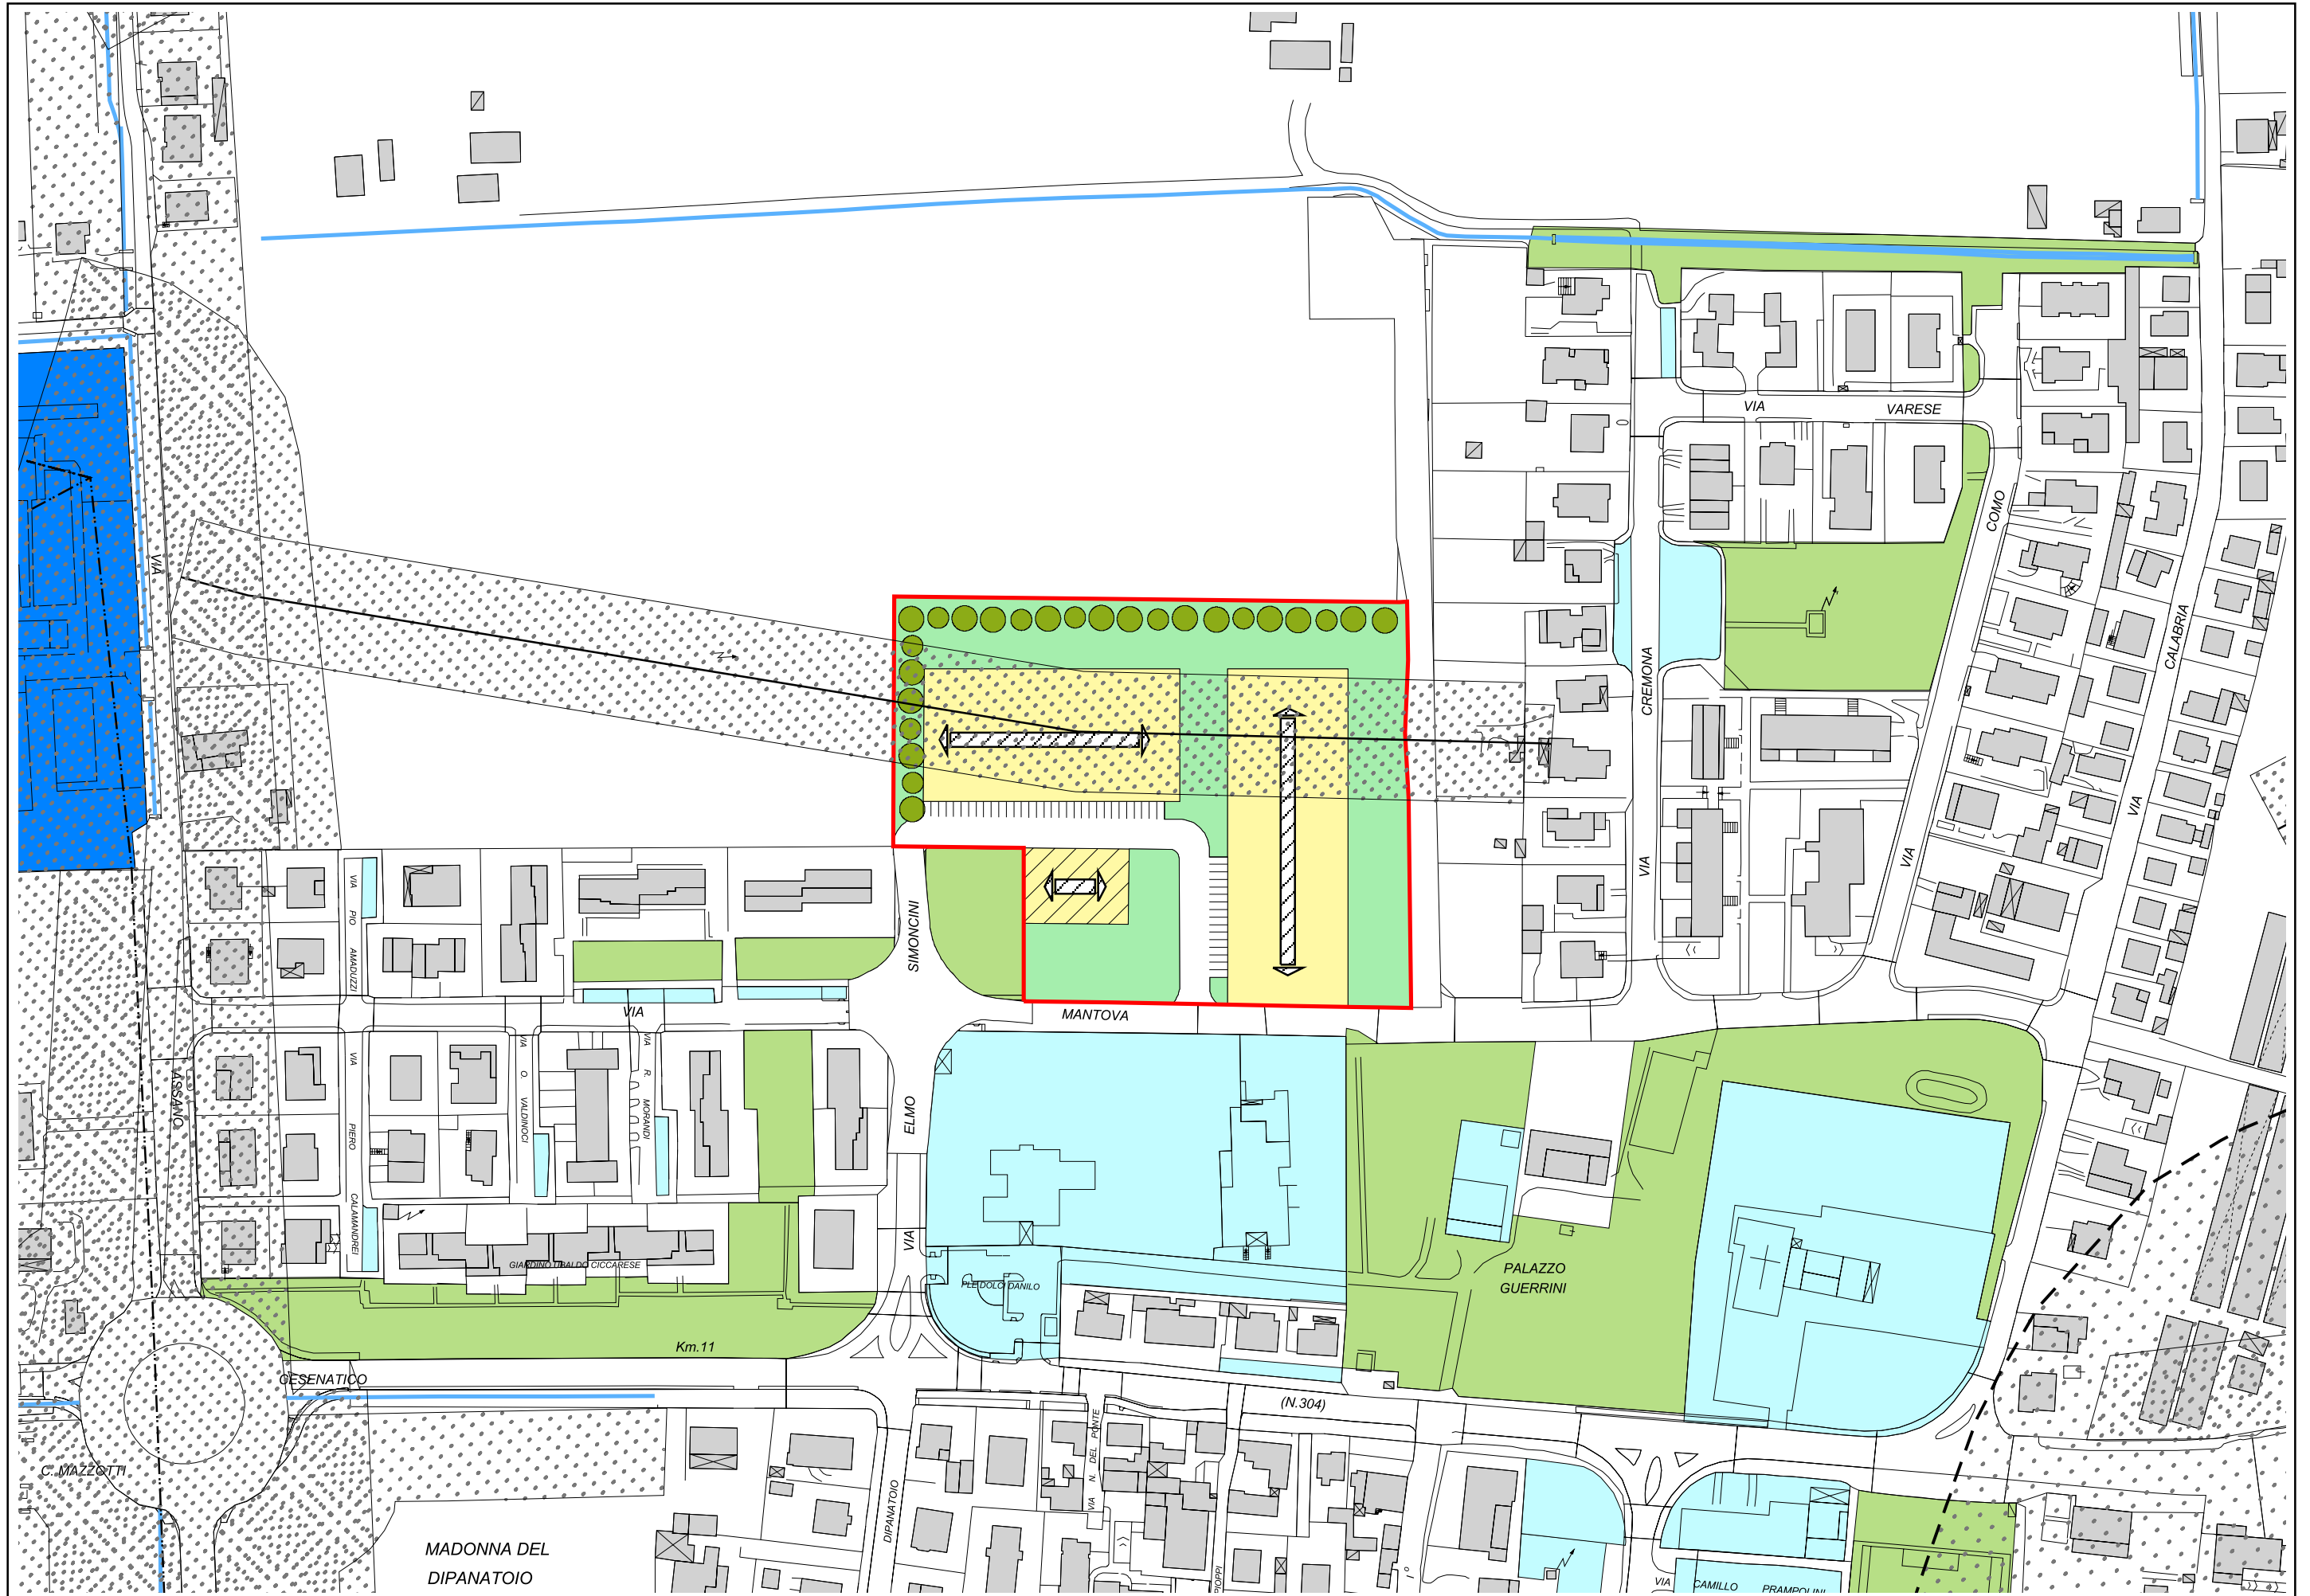 VIA
VARESE
COMO
VIA
CREMONA
CALABRIA
VIA
VIA
VIA
VIA
PIO
AMADUZZI
SIMONCINI
VIA
MANTOVA
ASSANO
VIA
PIERO
CALAMANDREI
VIA
O.
VALDINOCI
VIA
R.
MORANDI
ELMO
VIA
GIARDINO UBALDO CICCARESE
PLE DOLCI DANILO
PALAZZO
GUERRINI
Km.11
CESENATICO
(N.304)
C. MAZZOTTI
DIPANATOIO
VIA N. DEL PONTE
PIOPPI
MADONNA DEL
DIPANATOIO
VIA
CAMILLO
PRAMPOLINI